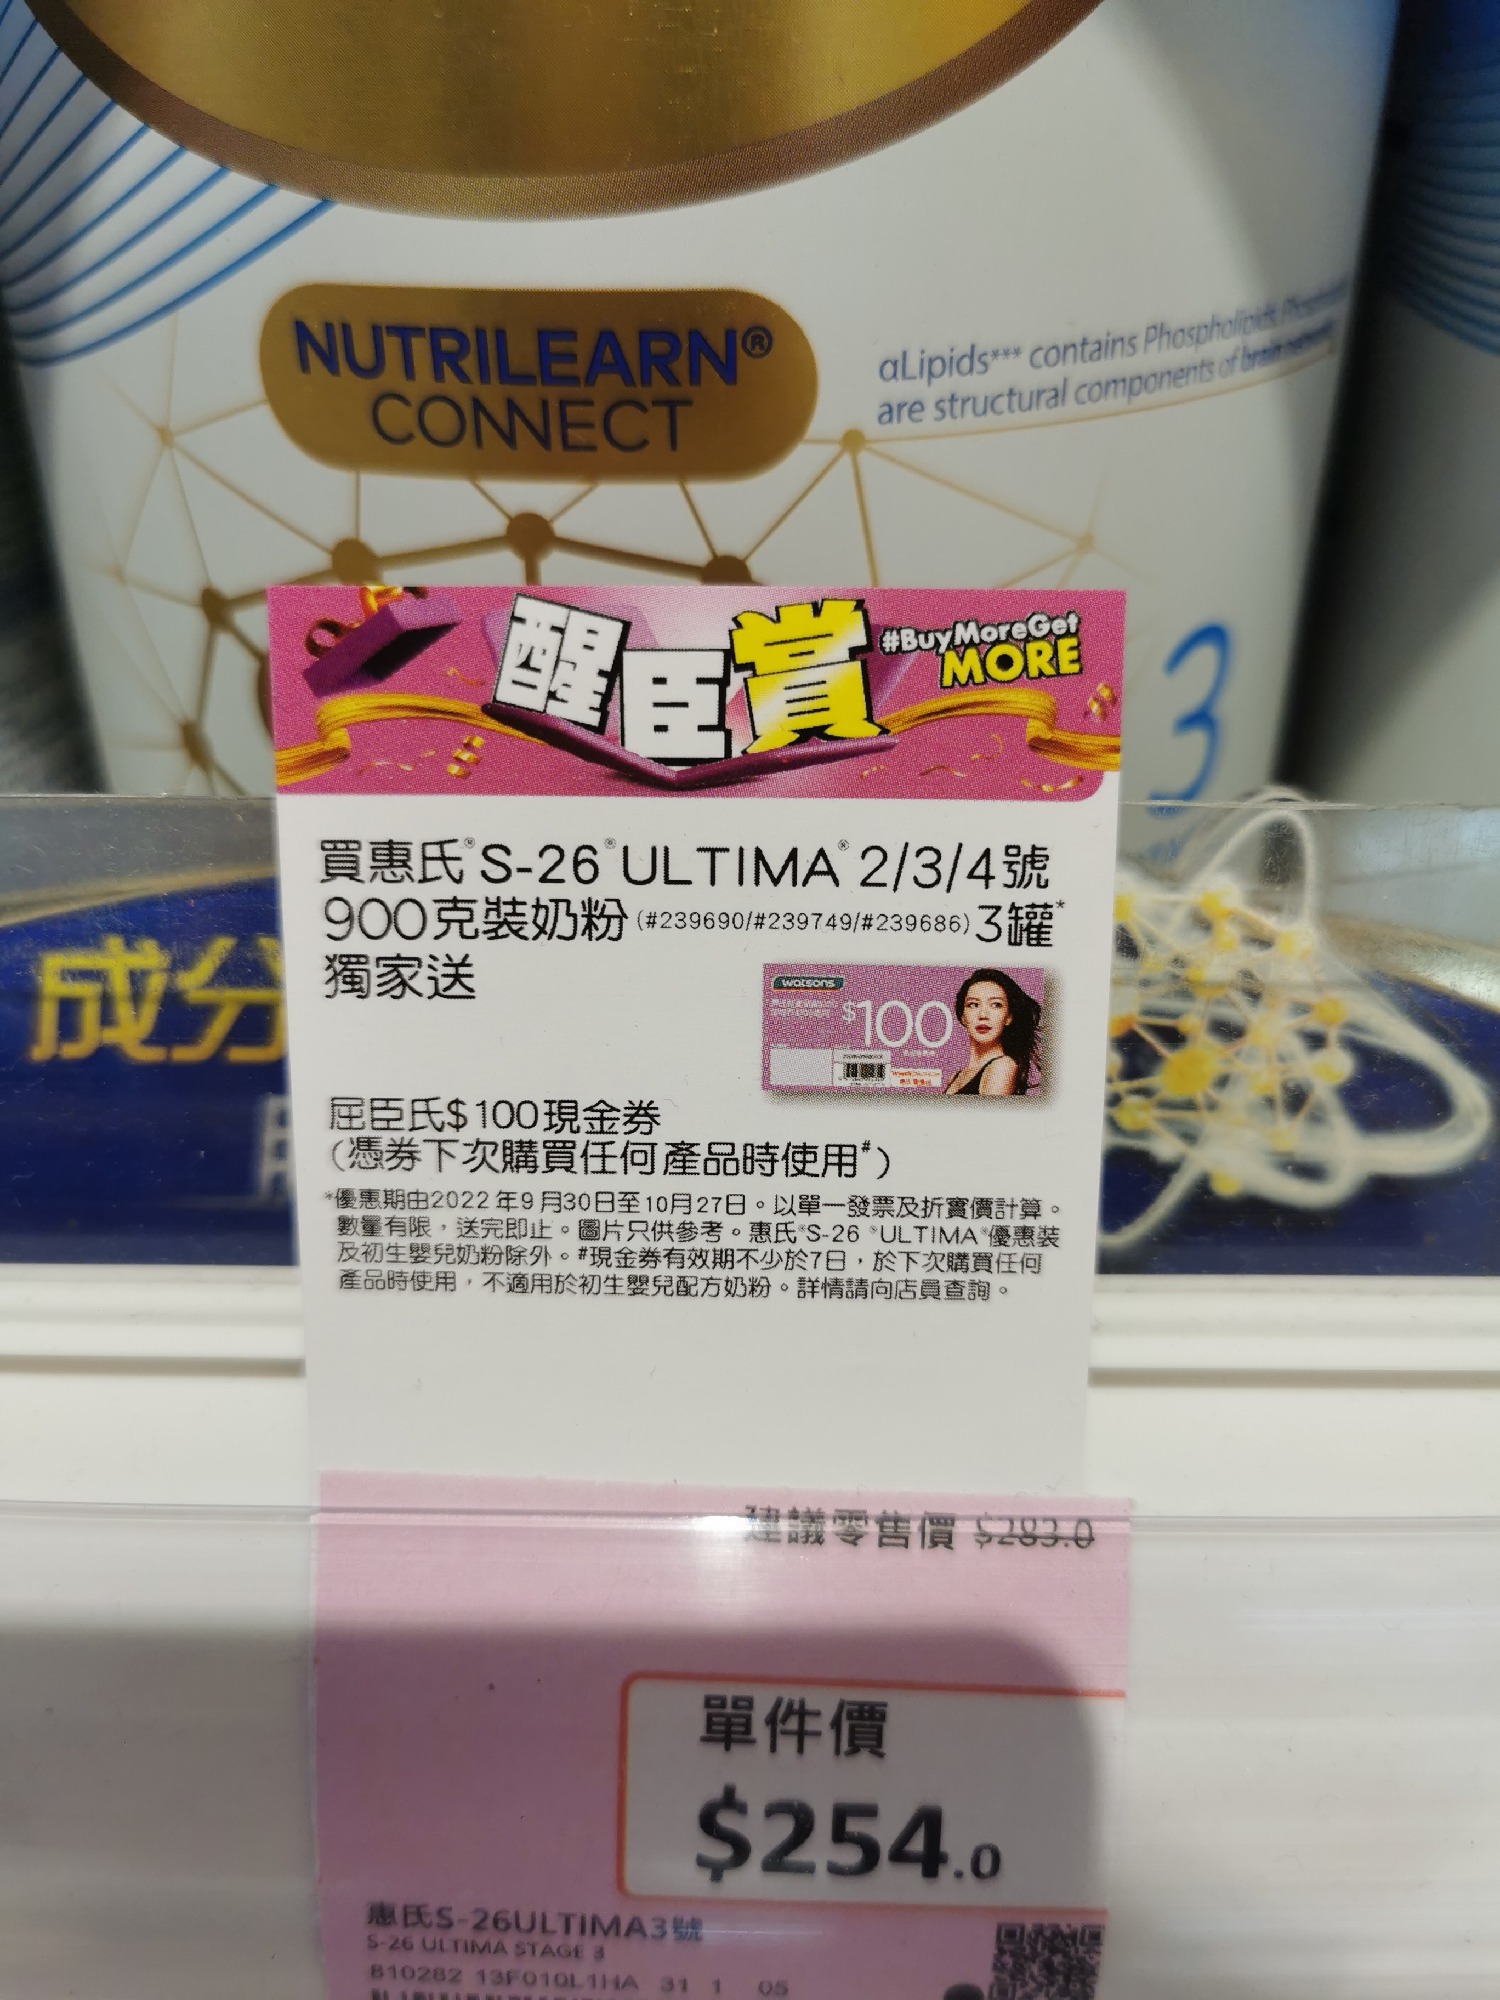 NUTRILEARN®
CONNECT
αLipids*** contains Phospholipids
are structural components of brain
3
醒臣賞
#BuyMoreGet
MORE
買惠氏®S-26®ULTIMA®2/3/4號
900克裝奶粉(#239690/#239749/#239686)3罐*
獨家送
watsons
$100
屈臣氏$100現金券
(憑券下次購買任何產品時使用#)
*優惠期由2022年9月30日至10月27日。以單一發票及折實價計算。
數量有限,送完即止。圖片只供參考。惠氏®S-26®ULTIMA®優惠裝
及初生嬰兒奶粉除外。#現金券有效期不少於7日,於下次購買任何
產品時使用,不適用於初生嬰兒配方奶粉。詳情請向店員查詢。
成分
建議零售價 $283.0
單件價
$254.0
惠氏S-26ULTIMA3號
S-26 ULTIMA STAGE 3
810282 13F010L1HA 31 1 05